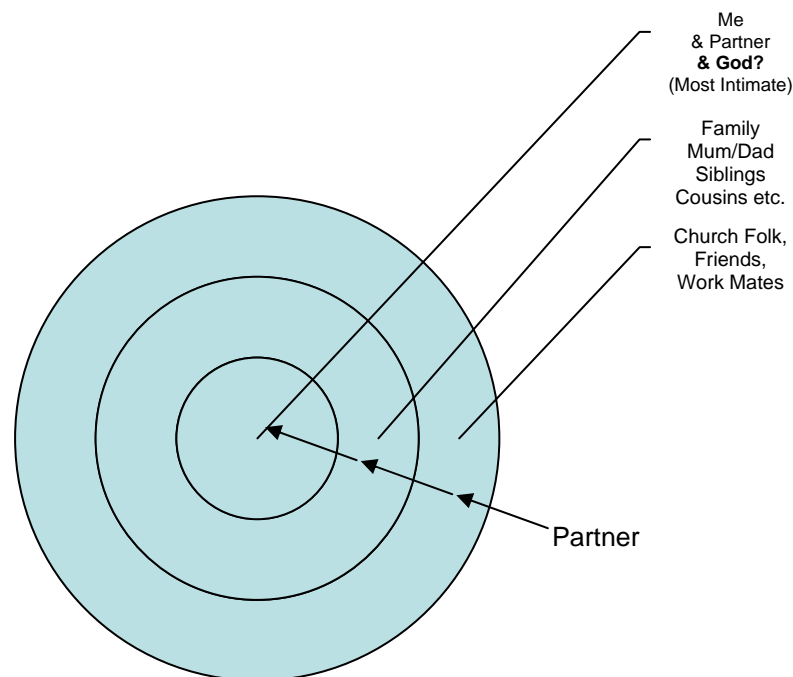 Me
& Partner
& God?
(Most Intimate)
Family
Mum/Dad
Siblings
Cousins etc.
Church Folk,
Friends,
Work Mates
Partner